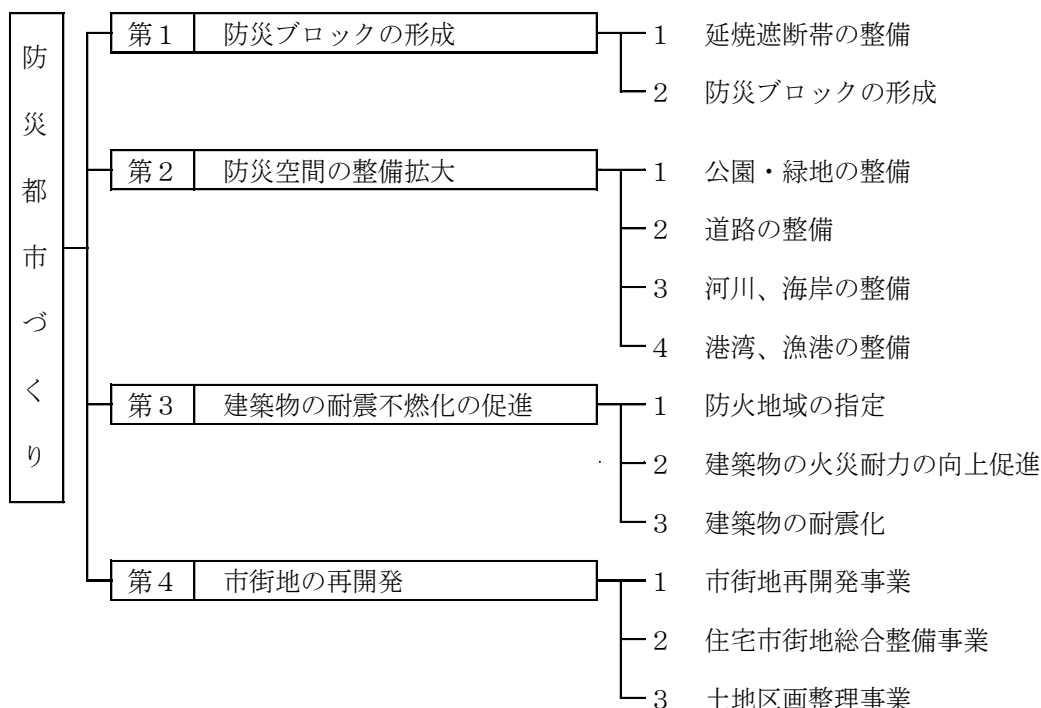 防災都市づくり
第１ 防災ブロックの形成
１ 延焼遮断帯の整備
２ 防災ブロックの形成
第２ 防災空間の整備拡大
１ 公園・緑地の整備
２ 道路の整備
３ 河川、海岸の整備
４ 港湾、漁港の整備
第３ 建築物の耐震不燃化の促進
１ 防火地域の指定
２ 建築物の火災耐力の向上促進
３ 建築物の耐震化
第４ 市街地の再開発
１ 市街地再開発事業
２ 住宅市街地総合整備事業
３ 土地区画整理事業